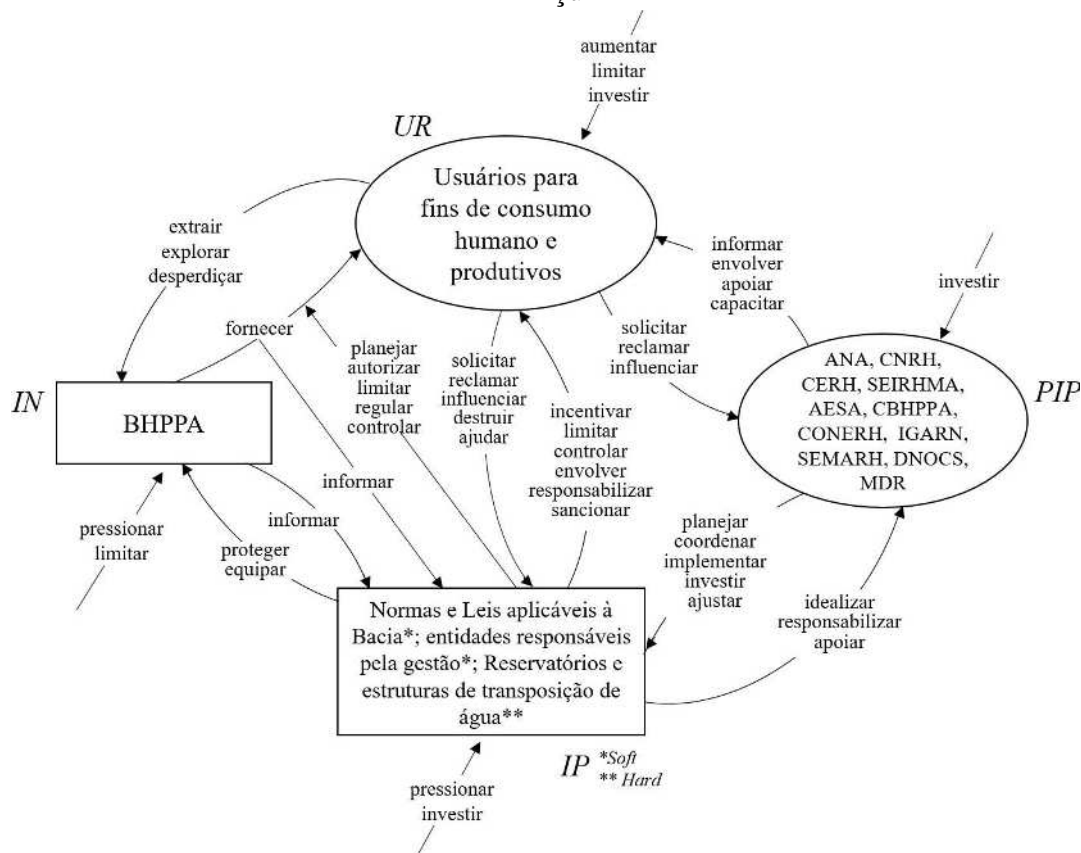 aumentar
limitar
investir
UR
Usuários para
fins de consumo
humano e
produtivos
extrair
explorar
desperdiçar
informar
envolver
apoiar
capacitar
investir
fornecer
planejar
autorizar
limitar
regular
controlar
solicitar
reclamar
influenciar
destruir
ajudar
solicitar
reclamar
influenciar
IN
BHPPA
incentivar
limitar
controlar
envolver
responsabilizar
sancionar
ANA, CNRH,
CERH, SEIRHMA,
AESA, CBHPPA,
CONERH, IGARN,
SEMARH, DNOCS,
MDR
PIP
informar
informar
pressionar
limitar
proteger
equipar
planejar
coordenar
implementar
investir
ajustar
idealizar
responsabilizar
apoiar
Normas e Leis aplicáveis à
Bacia*; entidades responsáveis
pela gestão*; Reservatórios e
estruturas de transposição de
água**
IP *Soft
** Hard
pressionar
investir